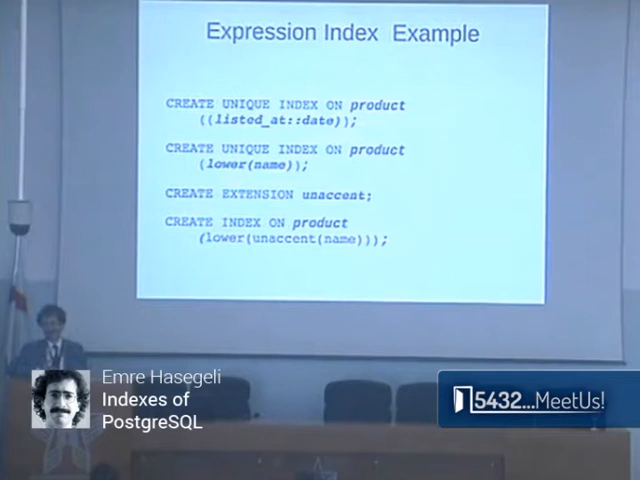 Expression Index Example
CREATE UNIQUE INDEX ON product
((listed_at::date));
CREATE UNIQUE INDEX ON product
(lower(name));
CREATE EXTENSION unaccent;
CREATE INDEX ON product
(lower(unaccent(name)));
Emre Hasegeli
Indexes of
PostgreSQL
5432...MeetUs!